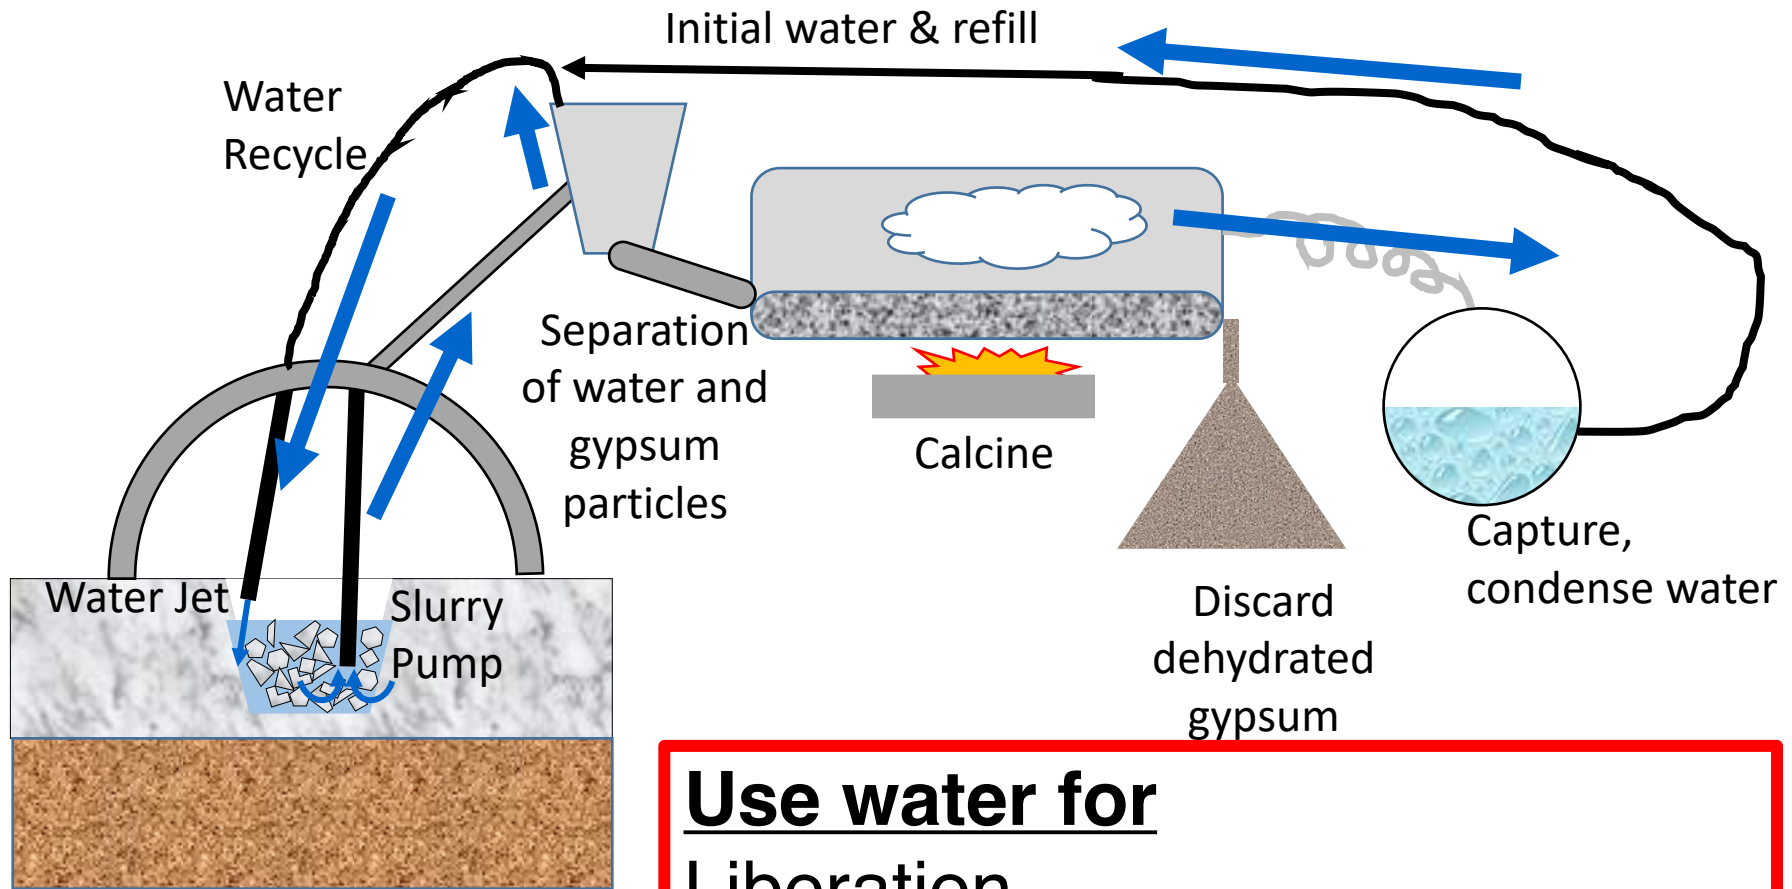 Initial water & refill
Water
Recycle
Separation
of water and
gypsum
particles
Calcine
Capture,
condense water
Water Jet
Slurry
Pump
Discard
dehydrated
gypsum
Use water for
Liberation